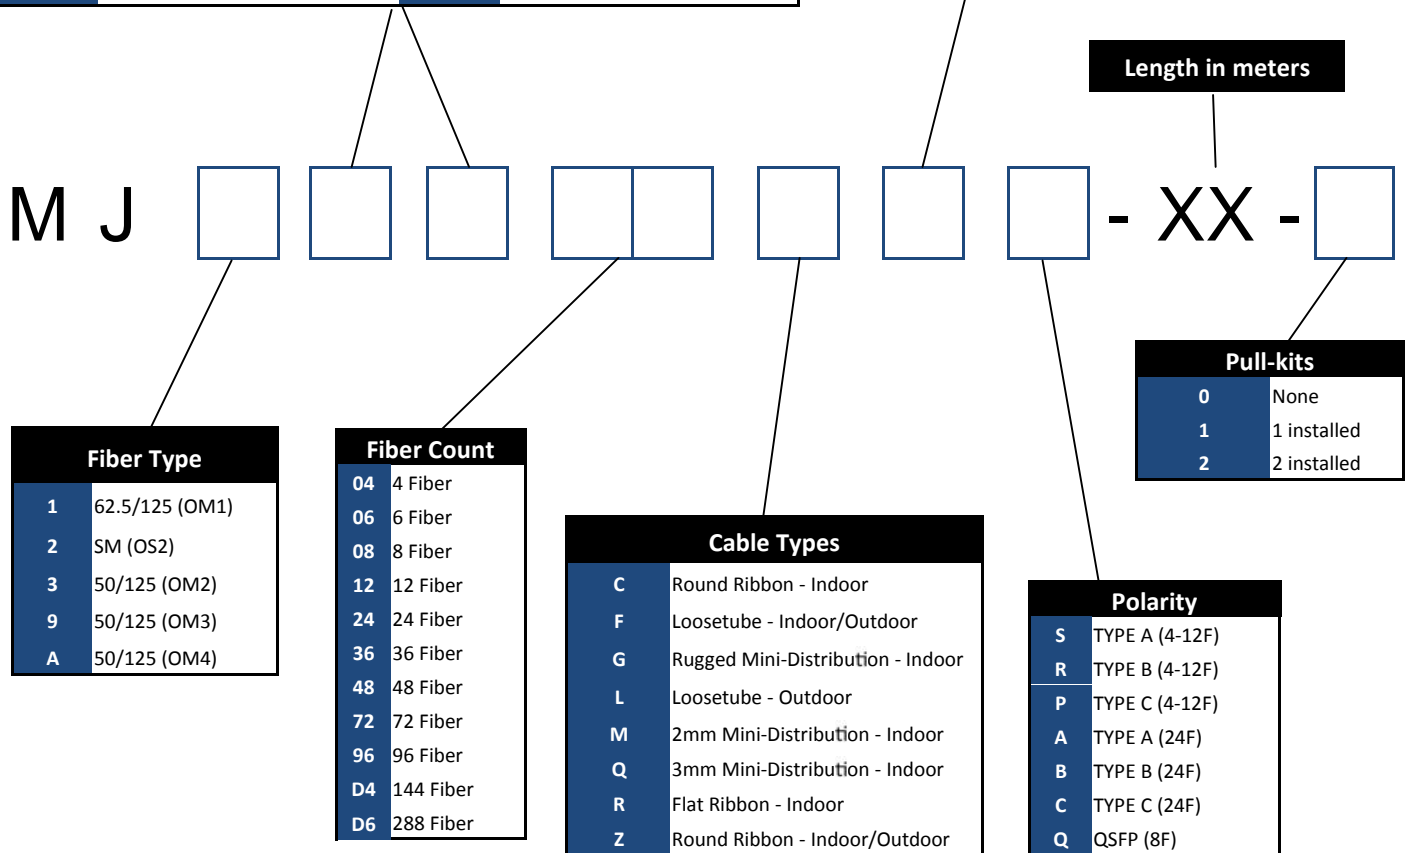 Length in meters
M J - XX -
Pull-kits
0 None
1 1 installed
2 2 installed
Fiber Type
1 62.5/125 (OM1)
2 SM (OS2)
3 50/125 (OM2)
9 50/125 (OM3)
A 50/125 (OM4)
Fiber Count
04 4 Fiber
06 6 Fiber
08 8 Fiber
12 12 Fiber
24 24 Fiber
36 36 Fiber
48 48 Fiber
72 72 Fiber
96 96 Fiber
D4 144 Fiber
D6 288 Fiber
Cable Types
C Round Ribbon - Indoor
F Loosetube - Indoor/Outdoor
G Rugged Mini-Distribution - Indoor
L Loosetube - Outdoor
M 2mm Mini-Distribution - Indoor
Q 3mm Mini-Distribution - Indoor
R Flat Ribbon - Indoor
Z Round Ribbon - Indoor/Outdoor
Polarity
S TYPE A (4-12F)
R TYPE B (4-12F)
P TYPE C (4-12F)
A TYPE A (24F)
B TYPE B (24F)
C TYPE C (24F)
Q QSFP (8F)